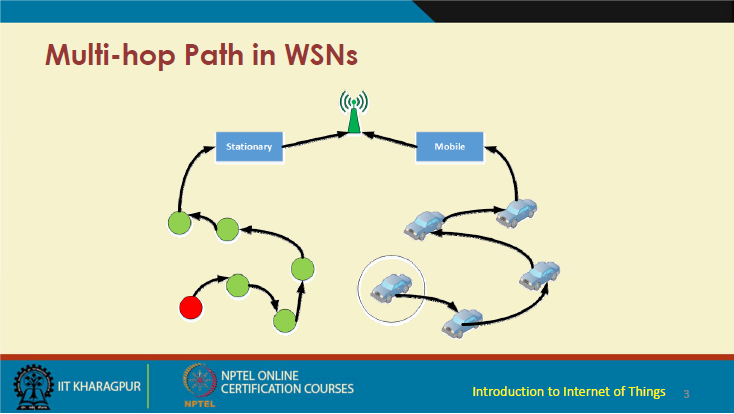 Multi-hop Path in WSNs
Stationary
Mobile
IIT KHARAGPUR
NPTEL
NPTEL ONLINE
CERTIFICATION COURSES
Introduction to Internet of Things
3